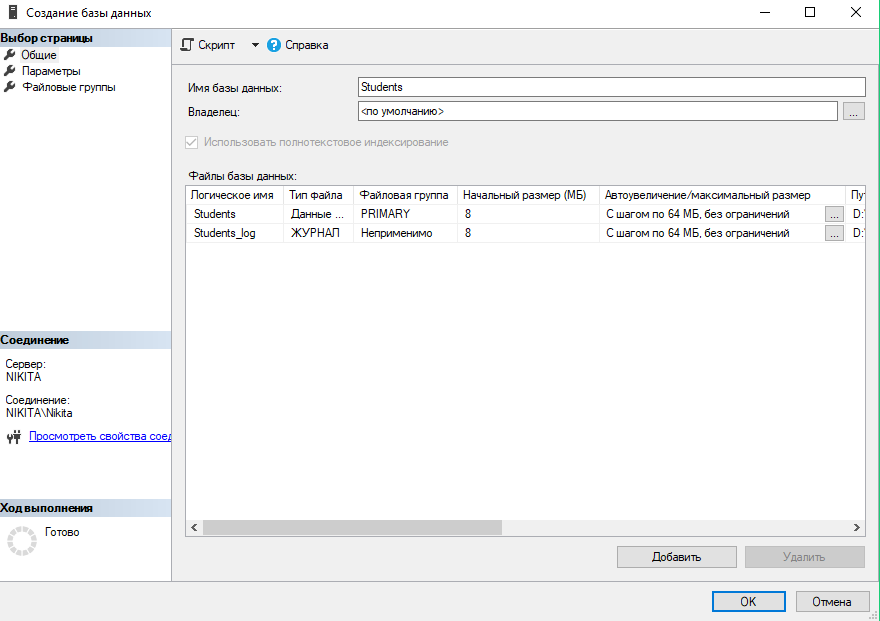 Создание базы данных
Выбор страницы
Общие
Параметры
Файловые группы
Скрипт
Справка
Имя базы данных:
Students
Владелец:
<по умолчанию>
...
Использовать полнотекстовое индексирование
Файлы базы данных:
Логическое имя Тип файла Файловая группа Начальный размер (МБ) Автоувеличение/максимальный размер Пу
Students Данные ... PRIMARY 8 С шагом по 64 МБ, без ограничений ... D:\
Students_log ЖУРНАЛ Неприменимо 8 С шагом по 64 МБ, без ограничений ... D:\
Соединение
Сервер:
NIKITA
Соединение:
NIKITA\Nikita
Просмотреть свойства соед
Ход выполнения
Готово
Добавить
Удалить
OK
Отмена